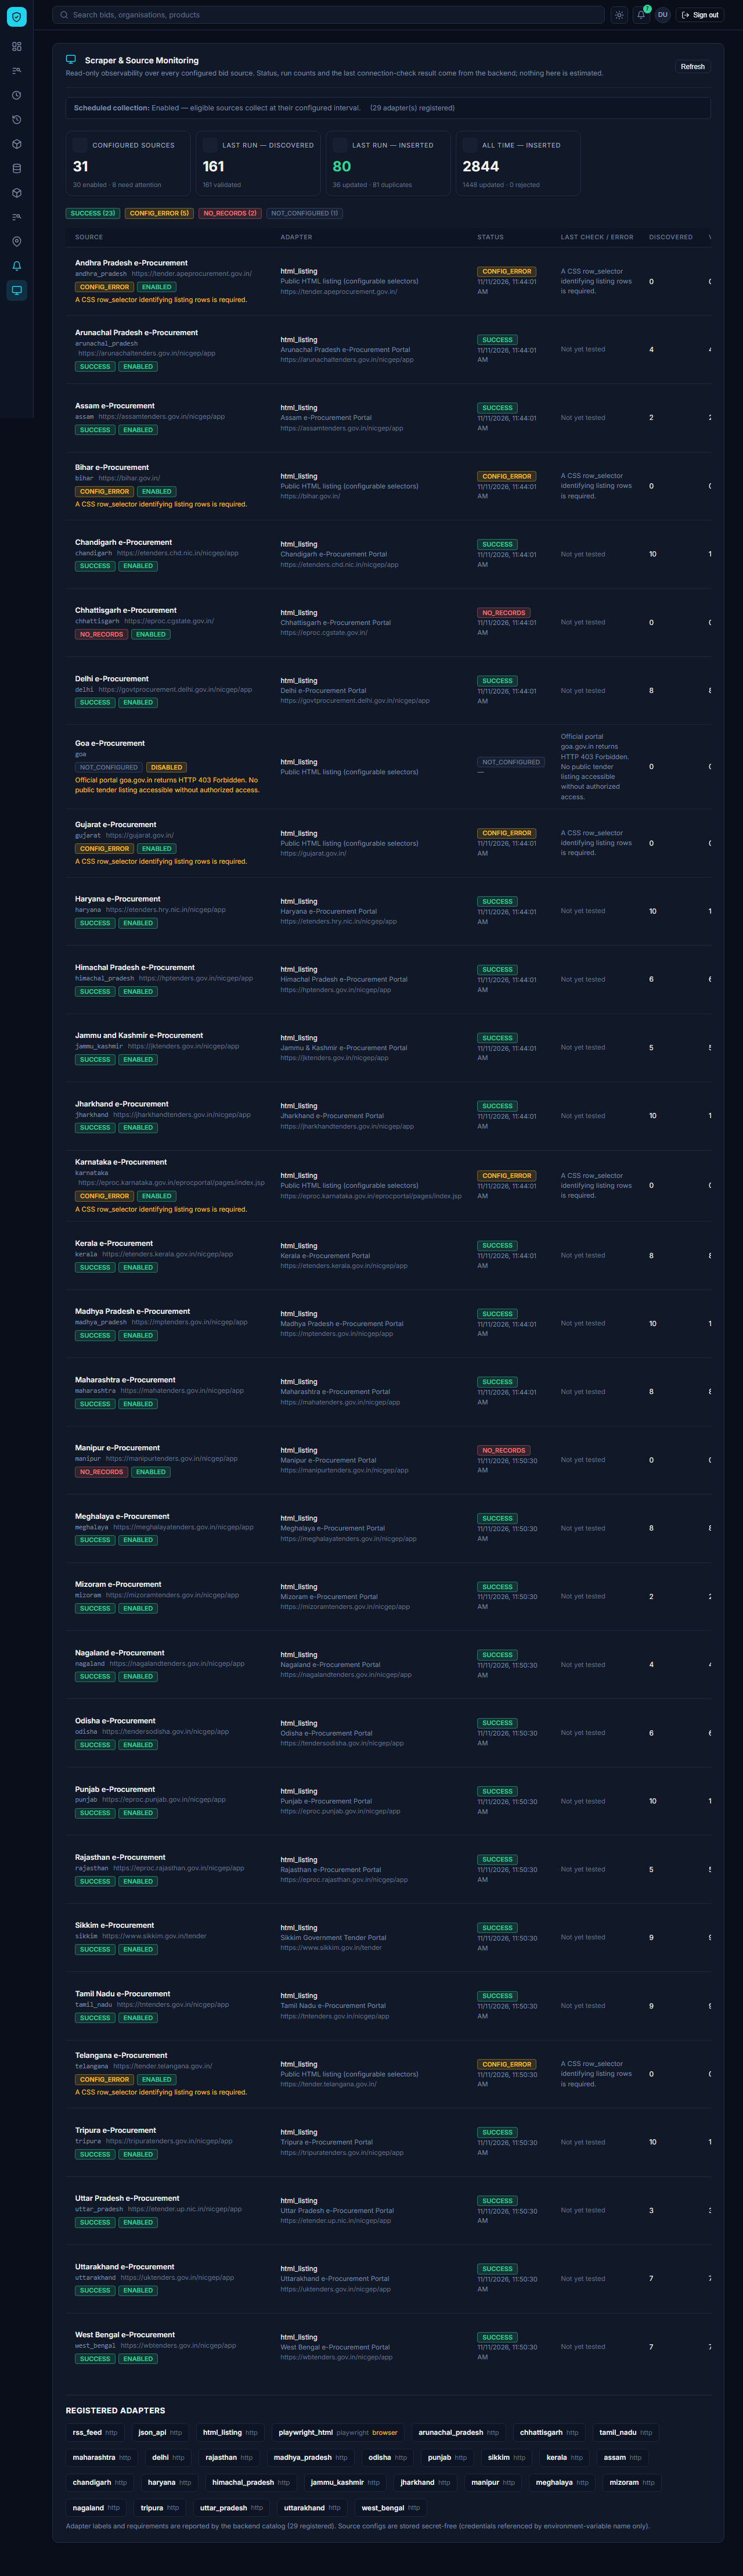 Search bids, organisations, products
7
DU
Sign out
Scraper & Source Monitoring
Read-only observability over every configured bid source. Status, run counts and the last connection-check result come from the backend; nothing here is estimated.
Refresh
Scheduled collection: Enabled — eligible sources collect at their configured interval. (29 adapter(s) registered)
CONFIGURED SOURCES
31
30 enabled · 8 need attention
LAST RUN — DISCOVERED
161
161 validated
LAST RUN — INSERTED
80
36 updated · 81 duplicates
ALL TIME — INSERTED
2844
1448 updated · 0 rejected
SUCCESS (23) CONFIG_ERROR (5) NO_RECORDS (2) NOT_CONFIGURED (1)
SOURCE ADAPTER STATUS LAST CHECK / ERROR DISCOVERED
Andhra Pradesh e-Procurement
andhra_pradesh https://tender.apeprocurement.gov.in/
CONFIG_ERROR ENABLED
A CSS row_selector identifying listing rows is required.
html_listing
Public HTML listing (configurable selectors)
https://tender.apeprocurement.gov.in/
CONFIG_ERROR
11/11/2026, 11:44:01
AM
A CSS row_selector
identifying listing rows
is required.
0
Arunachal Pradesh e-Procurement
arunachal_pradesh
https://arunachaltenders.gov.in/nicgep/app
SUCCESS ENABLED
html_listing
Arunachal Pradesh e-Procurement Portal
https://arunachaltenders.gov.in/nicgep/app
SUCCESS
11/11/2026, 11:44:01
AM
Not yet tested
4
Assam e-Procurement
assam https://assamtenders.gov.in/nicgep/app
SUCCESS ENABLED
html_listing
Assam e-Procurement Portal
https://assamtenders.gov.in/nicgep/app
SUCCESS
11/11/2026, 11:44:01
AM
Not yet tested
2
Bihar e-Procurement
bihar https://bihar.gov.in/
CONFIG_ERROR ENABLED
A CSS row_selector identifying listing rows is required.
html_listing
Public HTML listing (configurable selectors)
https://bihar.gov.in/
CONFIG_ERROR
11/11/2026, 11:44:01
AM
A CSS row_selector
identifying listing rows
is required.
0
Chandigarh e-Procurement
chandigarh https://etenders.chd.nic.in/nicgep/app
SUCCESS ENABLED
html_listing
Chandigarh e-Procurement Portal
https://etenders.chd.nic.in/nicgep/app
SUCCESS
11/11/2026, 11:44:01
AM
Not yet tested
10
Chhattisgarh e-Procurement
chhattisgarh https://eproc.cgstate.gov.in/
NO_RECORDS ENABLED
html_listing
Chhattisgarh e-Procurement Portal
https://eproc.cgstate.gov.in/
NO_RECORDS
11/11/2026, 11:44:01
AM
Not yet tested
0
Delhi e-Procurement
delhi https://govtprocurement.delhi.gov.in/nicgep/app
SUCCESS ENABLED
html_listing
Delhi e-Procurement Portal
https://govtprocurement.delhi.gov.in/nicgep/app
SUCCESS
11/11/2026, 11:44:01
AM
Not yet tested
8
Goa e-Procurement
goa
NOT_CONFIGURED DISABLED
Official portal goa.gov.in returns HTTP 403 Forbidden. No
public tender listing accessible without authorized access.
html_listing
Public HTML listing (configurable selectors)
NOT_CONFIGURED
—
Official portal
goa.gov.in returns
HTTP 403 Forbidden.
No public tender
listing accessible
without authorized
access.
0
Gujarat e-Procurement
gujarat https://gujarat.gov.in/
CONFIG_ERROR ENABLED
A CSS row_selector identifying listing rows is required.
html_listing
Public HTML listing (configurable selectors)
https://gujarat.gov.in/
CONFIG_ERROR
11/11/2026, 11:44:01
AM
A CSS row_selector
identifying listing rows
is required.
0
Haryana e-Procurement
haryana https://etenders.hry.nic.in/nicgep/app
SUCCESS ENABLED
html_listing
Haryana e-Procurement Portal
https://etenders.hry.nic.in/nicgep/app
SUCCESS
11/11/2026, 11:44:01
AM
Not yet tested
10
Himachal Pradesh e-Procurement
himachal_pradesh https://hptenders.gov.in/nicgep/app
SUCCESS ENABLED
html_listing
Himachal Pradesh e-Procurement Portal
https://hptenders.gov.in/nicgep/app
SUCCESS
11/11/2026, 11:44:01
AM
Not yet tested
6
Jammu and Kashmir e-Procurement
jammu_kashmir https://jktenders.gov.in/nicgep/app
SUCCESS ENABLED
html_listing
Jammu & Kashmir e-Procurement Portal
https://jktenders.gov.in/nicgep/app
SUCCESS
11/11/2026, 11:44:01
AM
Not yet tested
5
Jharkhand e-Procurement
jharkhand https://jharkhandtenders.gov.in/nicgep/app
SUCCESS ENABLED
html_listing
Jharkhand e-Procurement Portal
https://jharkhandtenders.gov.in/nicgep/app
SUCCESS
11/11/2026, 11:44:01
AM
Not yet tested
10
Karnataka e-Procurement
karnataka
https://eproc.karnataka.gov.in/eprocportal/pages/index.jsp
CONFIG_ERROR ENABLED
A CSS row_selector identifying listing rows is required.
html_listing
Public HTML listing (configurable selectors)
https://eproc.karnataka.gov.in/eprocportal/pages/index.jsp
CONFIG_ERROR
11/11/2026, 11:44:01
AM
A CSS row_selector
identifying listing rows
is required.
0
Kerala e-Procurement
kerala https://etenders.kerala.gov.in/nicgep/app
SUCCESS ENABLED
html_listing
Kerala e-Procurement Portal
https://etenders.kerala.gov.in/nicgep/app
SUCCESS
11/11/2026, 11:44:01
AM
Not yet tested
8
Madhya Pradesh e-Procurement
madhya_pradesh https://mptenders.gov.in/nicgep/app
SUCCESS ENABLED
html_listing
Madhya Pradesh e-Procurement Portal
https://mptenders.gov.in/nicgep/app
SUCCESS
11/11/2026, 11:44:01
AM
Not yet tested
10
Maharashtra e-Procurement
maharashtra https://mahatenders.gov.in/nicgep/app
SUCCESS ENABLED
html_listing
Maharashtra e-Procurement Portal
https://mahatenders.gov.in/nicgep/app
SUCCESS
11/11/2026, 11:44:01
AM
Not yet tested
8
Manipur e-Procurement
manipur https://manipurtenders.gov.in/nicgep/app
NO_RECORDS ENABLED
html_listing
Manipur e-Procurement Portal
https://manipurtenders.gov.in/nicgep/app
NO_RECORDS
11/11/2026, 11:50:30
AM
Not yet tested
0
Meghalaya e-Procurement
meghalaya https://meghalayatenders.gov.in/nicgep/app
SUCCESS ENABLED
html_listing
Meghalaya e-Procurement Portal
https://meghalayatenders.gov.in/nicgep/app
SUCCESS
11/11/2026, 11:50:30
AM
Not yet tested
8
Mizoram e-Procurement
mizoram https://mizoramtenders.gov.in/nicgep/app
SUCCESS ENABLED
html_listing
Mizoram e-Procurement Portal
https://mizoramtenders.gov.in/nicgep/app
SUCCESS
11/11/2026, 11:50:30
AM
Not yet tested
2
Nagaland e-Procurement
nagaland https://nagalandtenders.gov.in/nicgep/app
SUCCESS ENABLED
html_listing
Nagaland e-Procurement Portal
https://nagalandtenders.gov.in/nicgep/app
SUCCESS
11/11/2026, 11:50:30
AM
Not yet tested
4
Odisha e-Procurement
odisha https://tendersodisha.gov.in/nicgep/app
SUCCESS ENABLED
html_listing
Odisha e-Procurement Portal
https://tendersodisha.gov.in/nicgep/app
SUCCESS
11/11/2026, 11:50:30
AM
Not yet tested
6
Punjab e-Procurement
punjab https://eproc.punjab.gov.in/nicgep/app
SUCCESS ENABLED
html_listing
Punjab e-Procurement Portal
https://eproc.punjab.gov.in/nicgep/app
SUCCESS
11/11/2026, 11:50:30
AM
Not yet tested
10
Rajasthan e-Procurement
rajasthan https://eproc.rajasthan.gov.in/nicgep/app
SUCCESS ENABLED
html_listing
Rajasthan e-Procurement Portal
https://eproc.rajasthan.gov.in/nicgep/app
SUCCESS
11/11/2026, 11:50:30
AM
Not yet tested
5
Sikkim e-Procurement
sikkim https://www.sikkim.gov.in/tender
SUCCESS ENABLED
html_listing
Sikkim Government Tender Portal
https://www.sikkim.gov.in/tender
SUCCESS
11/11/2026, 11:50:30
AM
Not yet tested
9
Tamil Nadu e-Procurement
tamil_nadu https://tntenders.gov.in/nicgep/app
SUCCESS ENABLED
html_listing
Tamil Nadu e-Procurement Portal
https://tntenders.gov.in/nicgep/app
SUCCESS
11/11/2026, 11:50:30
AM
Not yet tested
9
Telangana e-Procurement
telangana https://tender.telangana.gov.in/
CONFIG_ERROR ENABLED
A CSS row_selector identifying listing rows is required.
html_listing
Public HTML listing (configurable selectors)
https://tender.telangana.gov.in/
CONFIG_ERROR
11/11/2026, 11:50:30
AM
A CSS row_selector
identifying listing rows
is required.
0
Tripura e-Procurement
tripura https://tripuratenders.gov.in/nicgep/app
SUCCESS ENABLED
html_listing
Tripura e-Procurement Portal
https://tripuratenders.gov.in/nicgep/app
SUCCESS
11/11/2026, 11:50:30
AM
Not yet tested
10
Uttar Pradesh e-Procurement
uttar_pradesh https://etender.up.nic.in/nicgep/app
SUCCESS ENABLED
html_listing
Uttar Pradesh e-Procurement Portal
https://etender.up.nic.in/nicgep/app
SUCCESS
11/11/2026, 11:50:30
AM
Not yet tested
3
Uttarakhand e-Procurement
uttarakhand https://uktenders.gov.in/nicgep/app
SUCCESS ENABLED
html_listing
Uttarakhand e-Procurement Portal
https://uktenders.gov.in/nicgep/app
SUCCESS
11/11/2026, 11:50:30
AM
Not yet tested
7
West Bengal e-Procurement
west_bengal https://wbtenders.gov.in/nicgep/app
SUCCESS ENABLED
html_listing
West Bengal e-Procurement Portal
https://wbtenders.gov.in/nicgep/app
SUCCESS
11/11/2026, 11:50:30
AM
Not yet tested
7
REGISTERED ADAPTERS
rss_feed http json_api http html_listing http playwright_html playwright browser arunachal_pradesh http chhattisgarh http tamil_nadu http
maharashtra http delhi http rajasthan http madhya_pradesh http odisha http punjab http sikkim http kerala http assam http
chandigarh http haryana http himachal_pradesh http jammu_kashmir http jharkhand http manipur http meghalaya http mizoram http
nagaland http tripura http uttar_pradesh http uttarakhand http west_bengal http
Adapter labels and requirements are reported by the backend catalog (29 registered). Source configs are stored secret-free (credentials referenced by environment-variable name only).